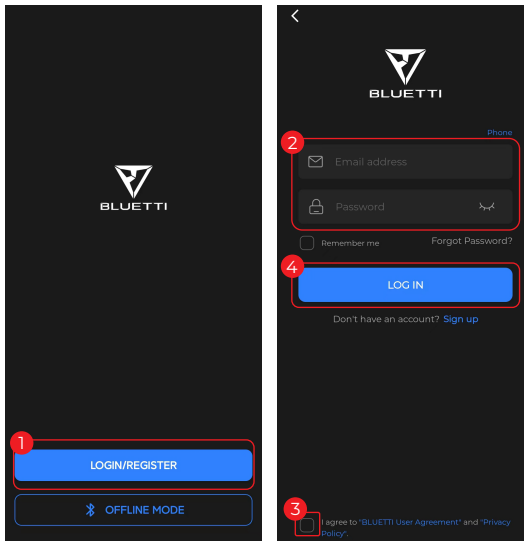 BLUETTI
1
LOGIN/REGISTER
OFFLINE MODE
BLUETTI
Phone
2
Email address
Password
Remember me
Forgot Password?
4
LOG IN
Don't have an account? Sign up
3
I agree to "BLUETTI User Agreement" and "Privacy
Policy".